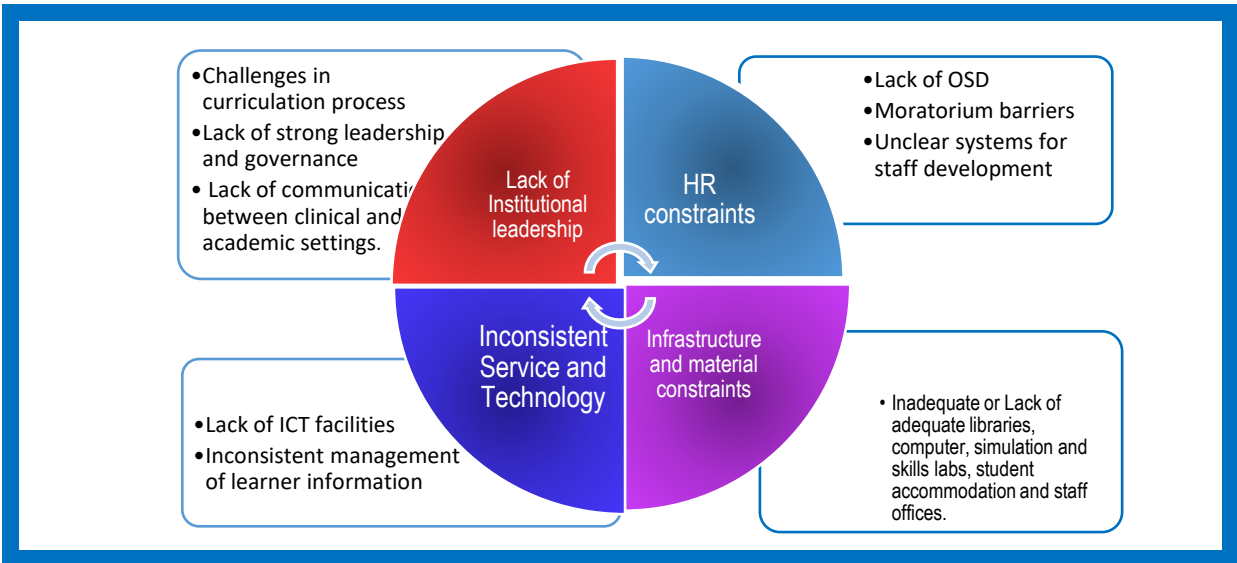 •Challenges in
curriculation process
•Lack of strong leadership
and governance
• Lack of communicati
between clinical and
academic settings.
Lack of
Institutional
leadership
HR
constraints
•Lack of OSD
•Moratorium barriers
•Unclear systems for
staff development
•Lack of ICT facilities
•Inconsistent management
of learner information
Inconsistent
Service and
Technology
Infrastructure
and material
constraints
• Inadequate or Lack of
adequate libraries,
computer, simulation and
skills labs, student
accommodation and staff
offices.